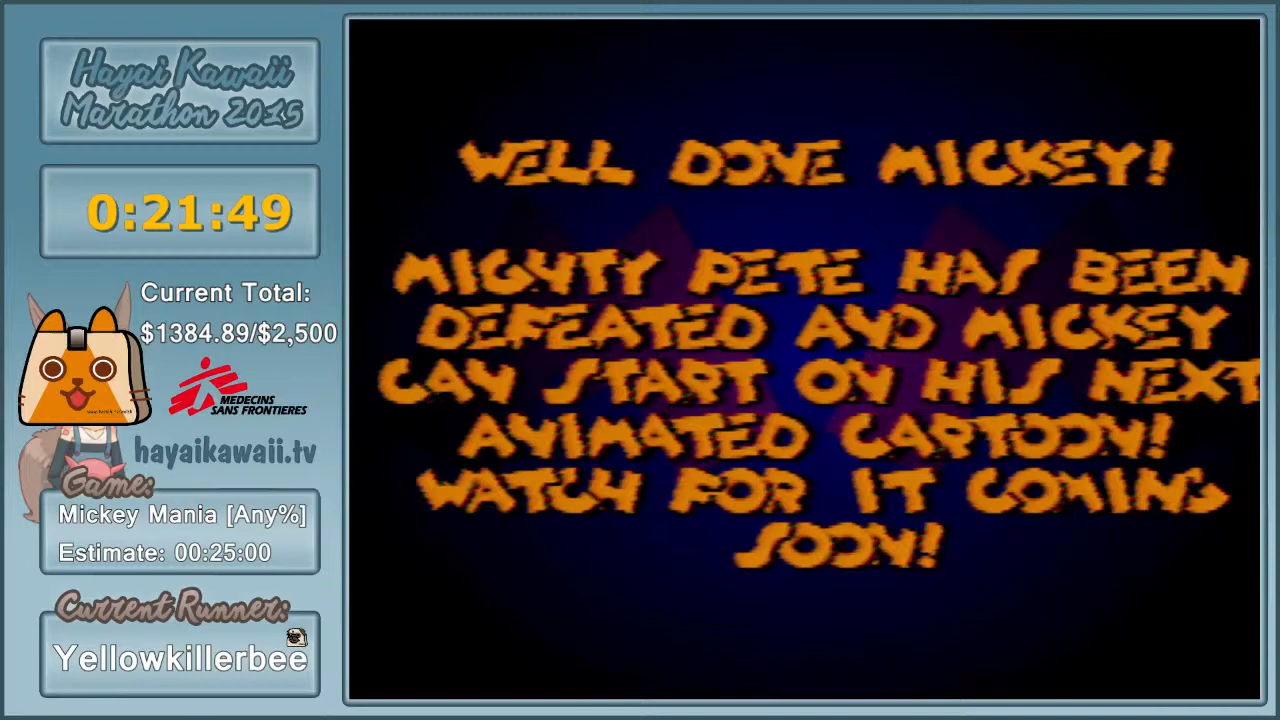 Hayai Kawaii
Marathon 2015
0:21:49
Current Total:
$1384.89/$2,500
MEDECINS
SANS FRONTIERES
hayaikawaii.tv
Game:
Mickey Mania [Any%]
Estimate: 00:25:00
Current Runner:
Yellowkillerbee
WELL DONE MICKEY!
MIGHTY PETE HAS BEEN
DEFEATED AND MICKEY
CAN START ON HIS NEXT
ANIMATED CARTOON!
WATCH FOR IT COMING
SOON!